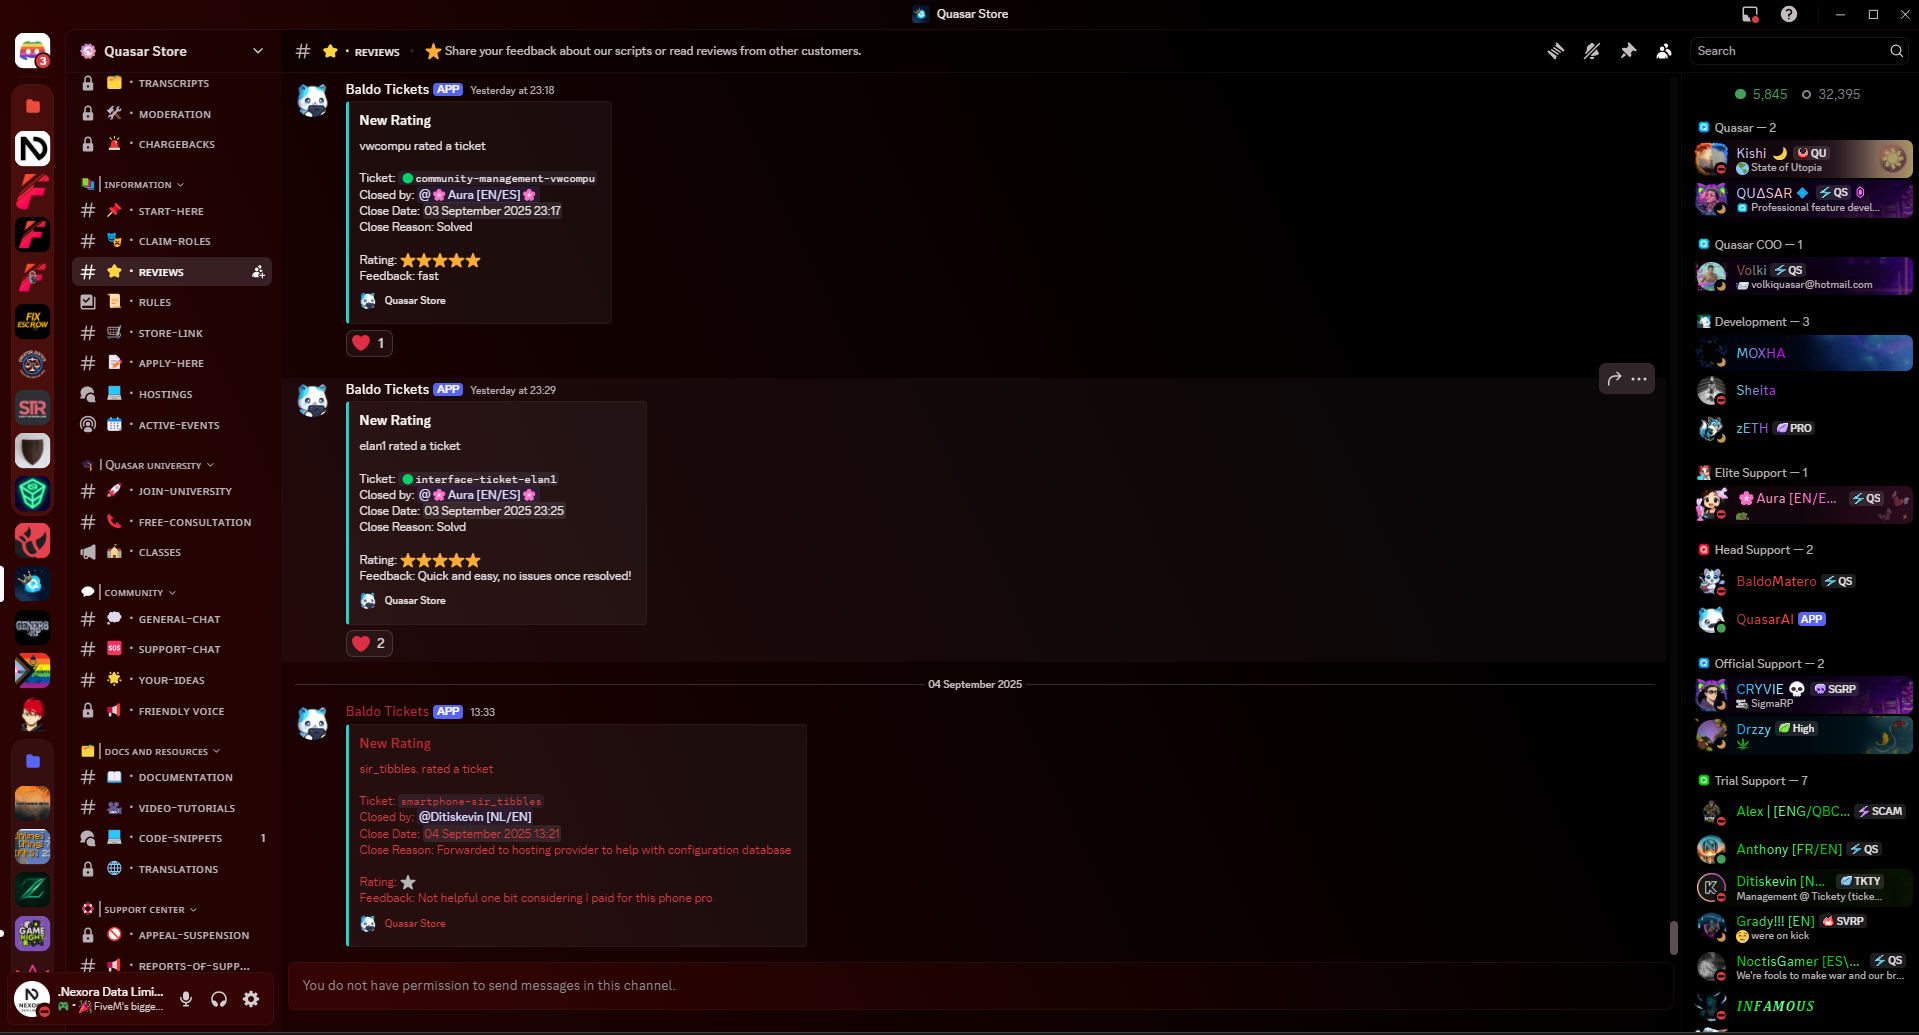 Quasar Store
3
Quasar Store
TRANSCRIPTS
MODERATION
CHARGEBACKS
INFORMATION
START-HERE
CLAIM-ROLES
REVIEWS
RULES
STORE-LINK
APPLY-HERE
HOSTINGS
ACTIVE-EVENTS
QUASAR UNIVERSITY
JOIN-UNIVERSITY
FREE-CONSULTATION
CLASSES
COMMUNITY
GENERAL-CHAT
SUPPORT-CHAT
YOUR-IDEAS
FRIENDLY VOICE
DOCS AND RESOURCES
DOCUMENTATION
VIDEO-TUTORIALS
CODE-SNIPPETS 1
TRANSLATIONS
SUPPORT CENTER
APPEAL-SUSPENSION
REPORTS-OF-SUPP...
.Nexora Data Limi...
FiveM's bigge...
FIX ESCROW
STR
GAME NIGHT
REVIEWS
Share your feedback about our scripts or read reviews from other customers.
Search
Baldo Tickets APP Yesterday at 23:18
New Rating
vwcompu rated a ticket
Ticket: community-management-vwcompu
Closed by: @Aura [EN/ES]
Close Date: 03 September 2025 23:17
Close Reason: Solved
Rating: ⭐⭐⭐⭐⭐
Feedback: fast
Quasar Store
1
Baldo Tickets APP Yesterday at 23:29
New Rating
elan1 rated a ticket
Ticket: interface-ticket-elan1
Closed by: @Aura [EN/ES]
Close Date: 03 September 2025 23:25
Close Reason: Solvd
Rating: ⭐⭐⭐⭐⭐
Feedback: Quick and easy, no issues once resolved!
Quasar Store
2
04 September 2025
Baldo Tickets APP 13:33
New Rating
sir_tibbles. rated a ticket
Ticket: smartphone-sir_tibbles
Closed by: @Ditiskevin [NL/EN]
Close Date: 04 September 2025 13:21
Close Reason: Forwarded to hosting provider to help with configuration database
Rating: ⭐
Feedback: Not helpful one bit considering I paid for this phone pro
Quasar Store
You do not have permission to send messages in this channel.
5,845 32,395
Quasar — 2
Kishi QU
State of Utopia
QUΔSAR QS
Professional feature devel...
Quasar COO — 1
Volki QS
volkiquasar@hotmail.com
Development — 3
MOXHA
Sheita
zETH PRO
Elite Support — 1
Aura [EN/E... QS
Head Support — 2
BaldoMatero QS
QuasarAI APP
Official Support — 2
CRYVIE SGRP
SigmaRP
Drzzy High
Trial Support — 7
Alex | [ENG/QBC... SCAM
Anthony [FR/EN] QS
Ditiskevin [N... TKTY
Management @ Tickety (ticke...
Grady!!! [EN] SVRP
were on kick
NoctisGamer [ES\... QS
We're fools to make war and our br...
INFAMOUS